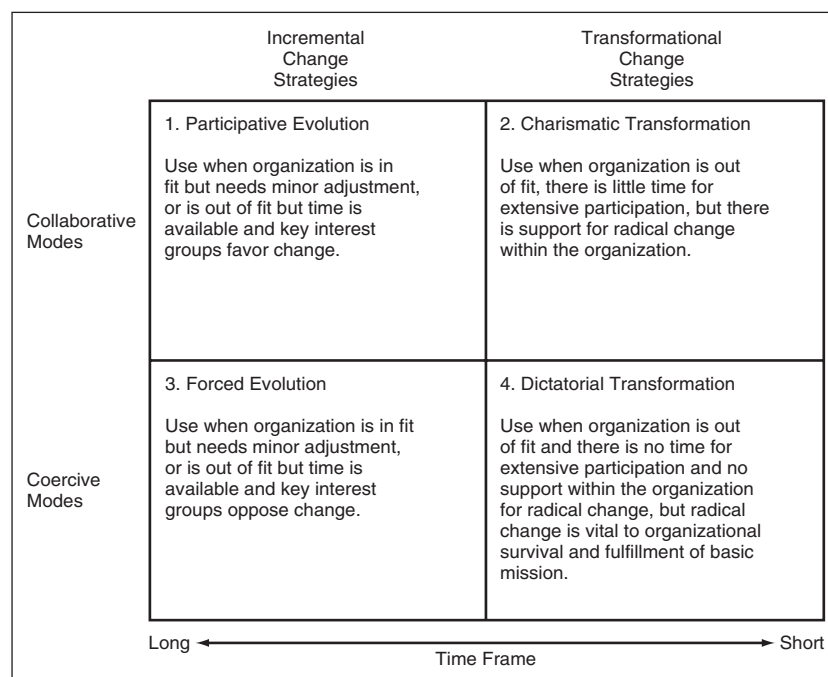 Incremental
Change
Strategies
Transformational
Change
Strategies
Collaborative
Modes
1. Participative Evolution
Use when organization is in
fit but needs minor adjustment,
or is out of fit but time is
available and key interest
groups favor change.
2. Charismatic Transformation
Use when organization is out
of fit, there is little time for
extensive participation, but there
is support for radical change
within the organization.
Coercive
Modes
3. Forced Evolution
Use when organization is in fit
but needs minor adjustment,
or is out of fit but time is
available and key interest
groups oppose change.
4. Dictatorial Transformation
Use when organization is out
of fit and there is no time for
extensive participation and no
support within the organization
for radical change, but radical
change is vital to organizational
survival and fulfillment of basic
mission.
Long
Short
Time Frame